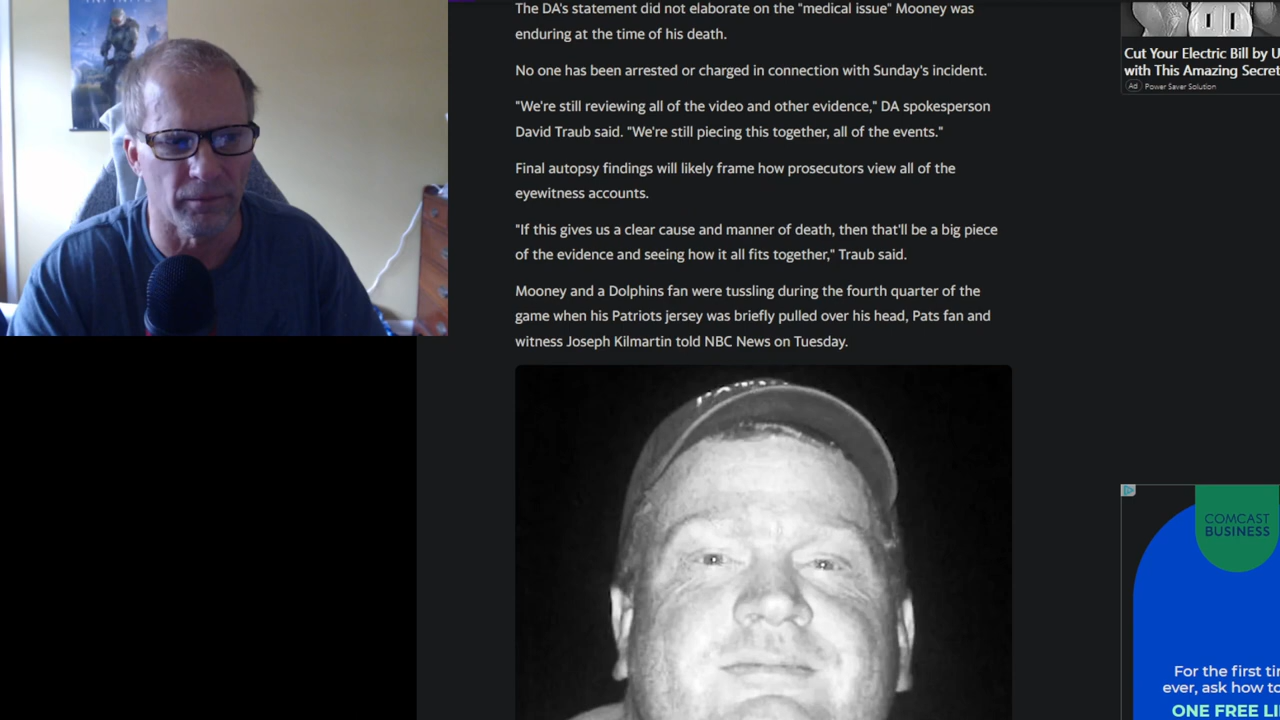 The DA's statement did not elaborate on the "medical issue" Mooney was
enduring at the time of his death.
No one has been arrested or charged in connection with Sunday's incident.
"We're still reviewing all of the video and other evidence," DA spokesperson
David Traub said. "We're still piecing this together, all of the events."
Final autopsy findings will likely frame how prosecutors view all of the
eyewitness accounts.
"If this gives us a clear cause and manner of death, then that'll be a big piece
of the evidence and seeing how it all fits together," Traub said.
Mooney and a Dolphins fan were tussling during the fourth quarter of the
game when his Patriots jersey was briefly pulled over his head, Pats fan and
witness Joseph Kilmartin told NBC News on Tuesday.
Cut Your Electric Bill by U
with This Amazing Secre
Ad Power Saver Solution
COMCAST
BUSINESS
For the first ti
ever, ask how to
ONE FREE LI